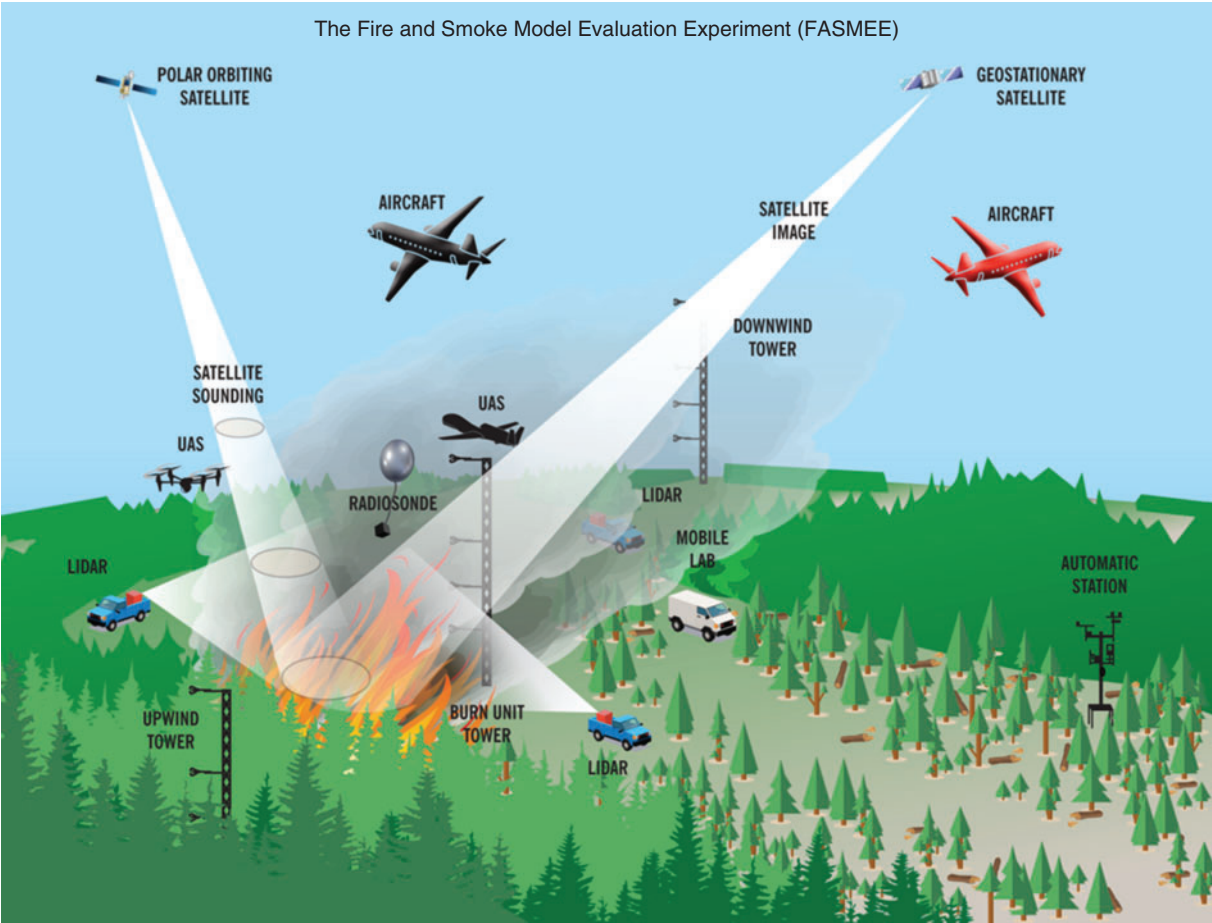 The Fire and Smoke Model Evaluation Experiment (FASMEE)
POLAR ORBITING
SATELLITE
GEOSTATIONARY
SATELLITE
AIRCRAFT
SATELLITE
IMAGE
AIRCRAFT
DOWNWIND
TOWER
SATELLITE
SOUNDING
UAS
UAS
RADIOSONDE
LIDAR
MOBILE
LAB
LIDAR
AUTOMATIC
STATION
UPWIND
TOWER
BURN UNIT
TOWER
LIDAR